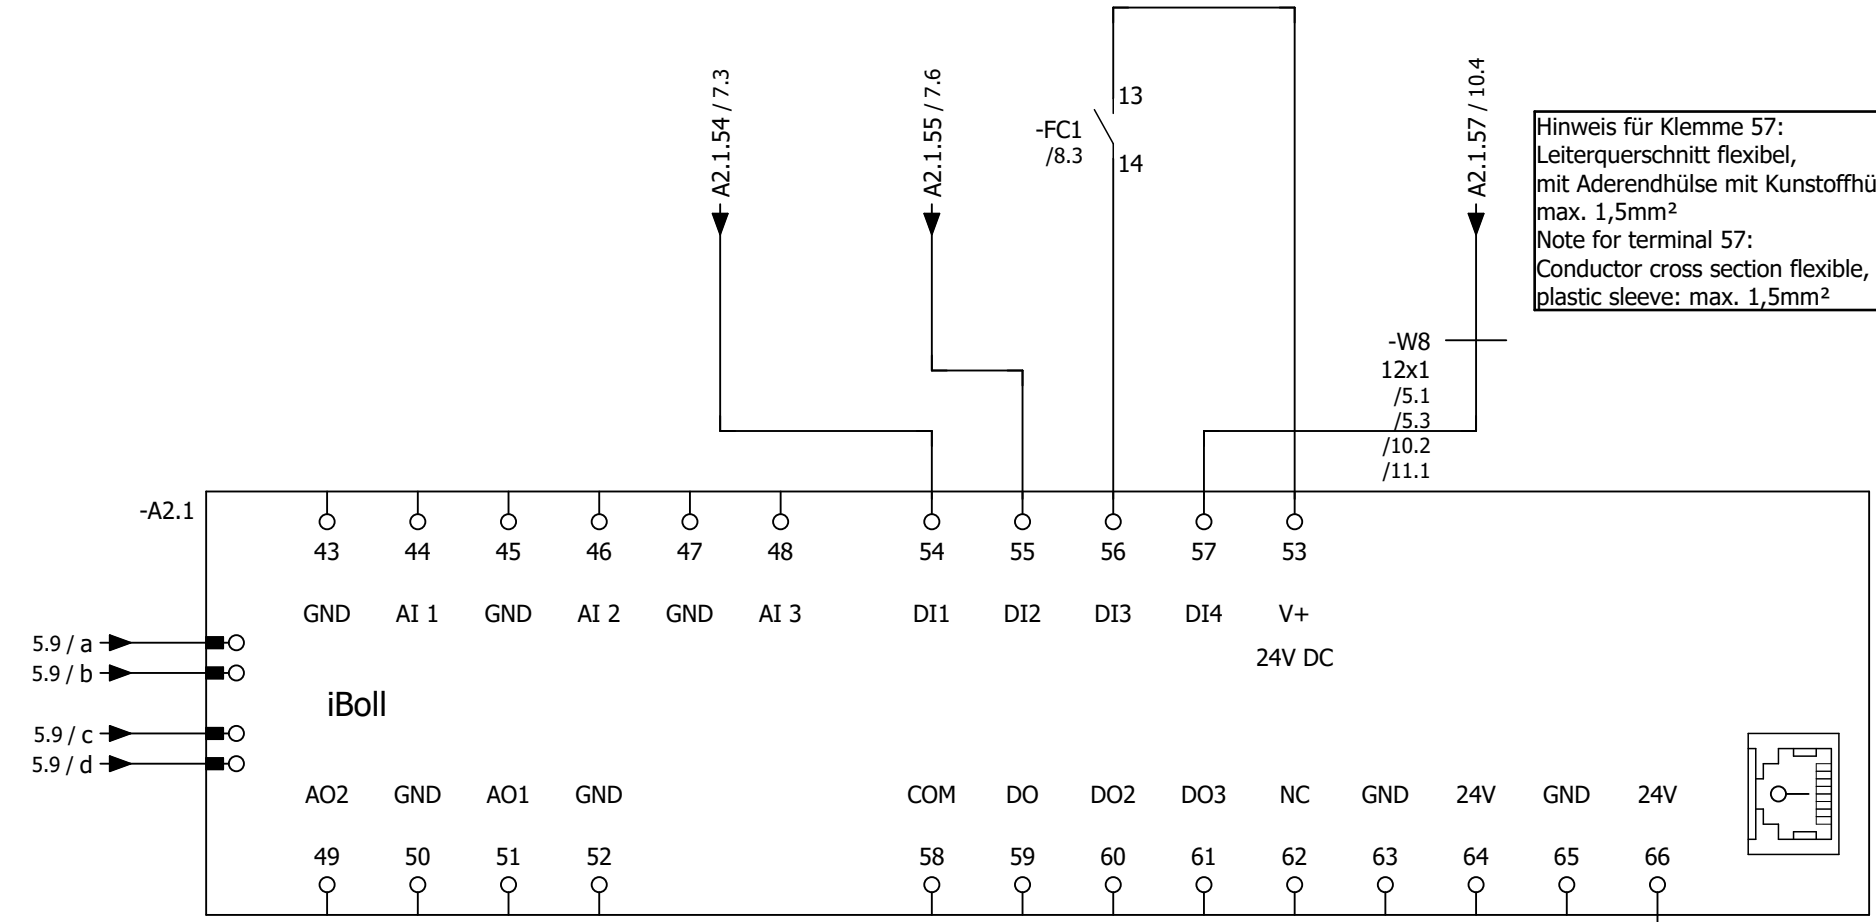 A2.1.54 / 7.3
A2.1.55 / 7.6
13
-FC1
/8.3
14
A2.1.57 / 10.4
Hinweis für Klemme 57:
Leiterquerschnitt flexibel,
mit Aderendhülse mit Kunstoffhü
max. 1,5mm²
Note for terminal 57:
Conductor cross section flexible,
plastic sleeve: max. 1,5mm²
-W8
12x1
/5.1
/5.3
/10.2
/11.1
-A2.1
43 44 45 46 47 48 54 55 56 57 53
GND AI 1 GND AI 2 GND AI 3 DI1 DI2 DI3 DI4 V+
24V DC
5.9 / a
5.9 / b
iBoll
5.9 / c
5.9 / d
AO2 GND AO1 GND COM DO DO2 DO3 NC GND 24V GND 24V
49 50 51 52 58 59 60 61 62 63 64 65 66